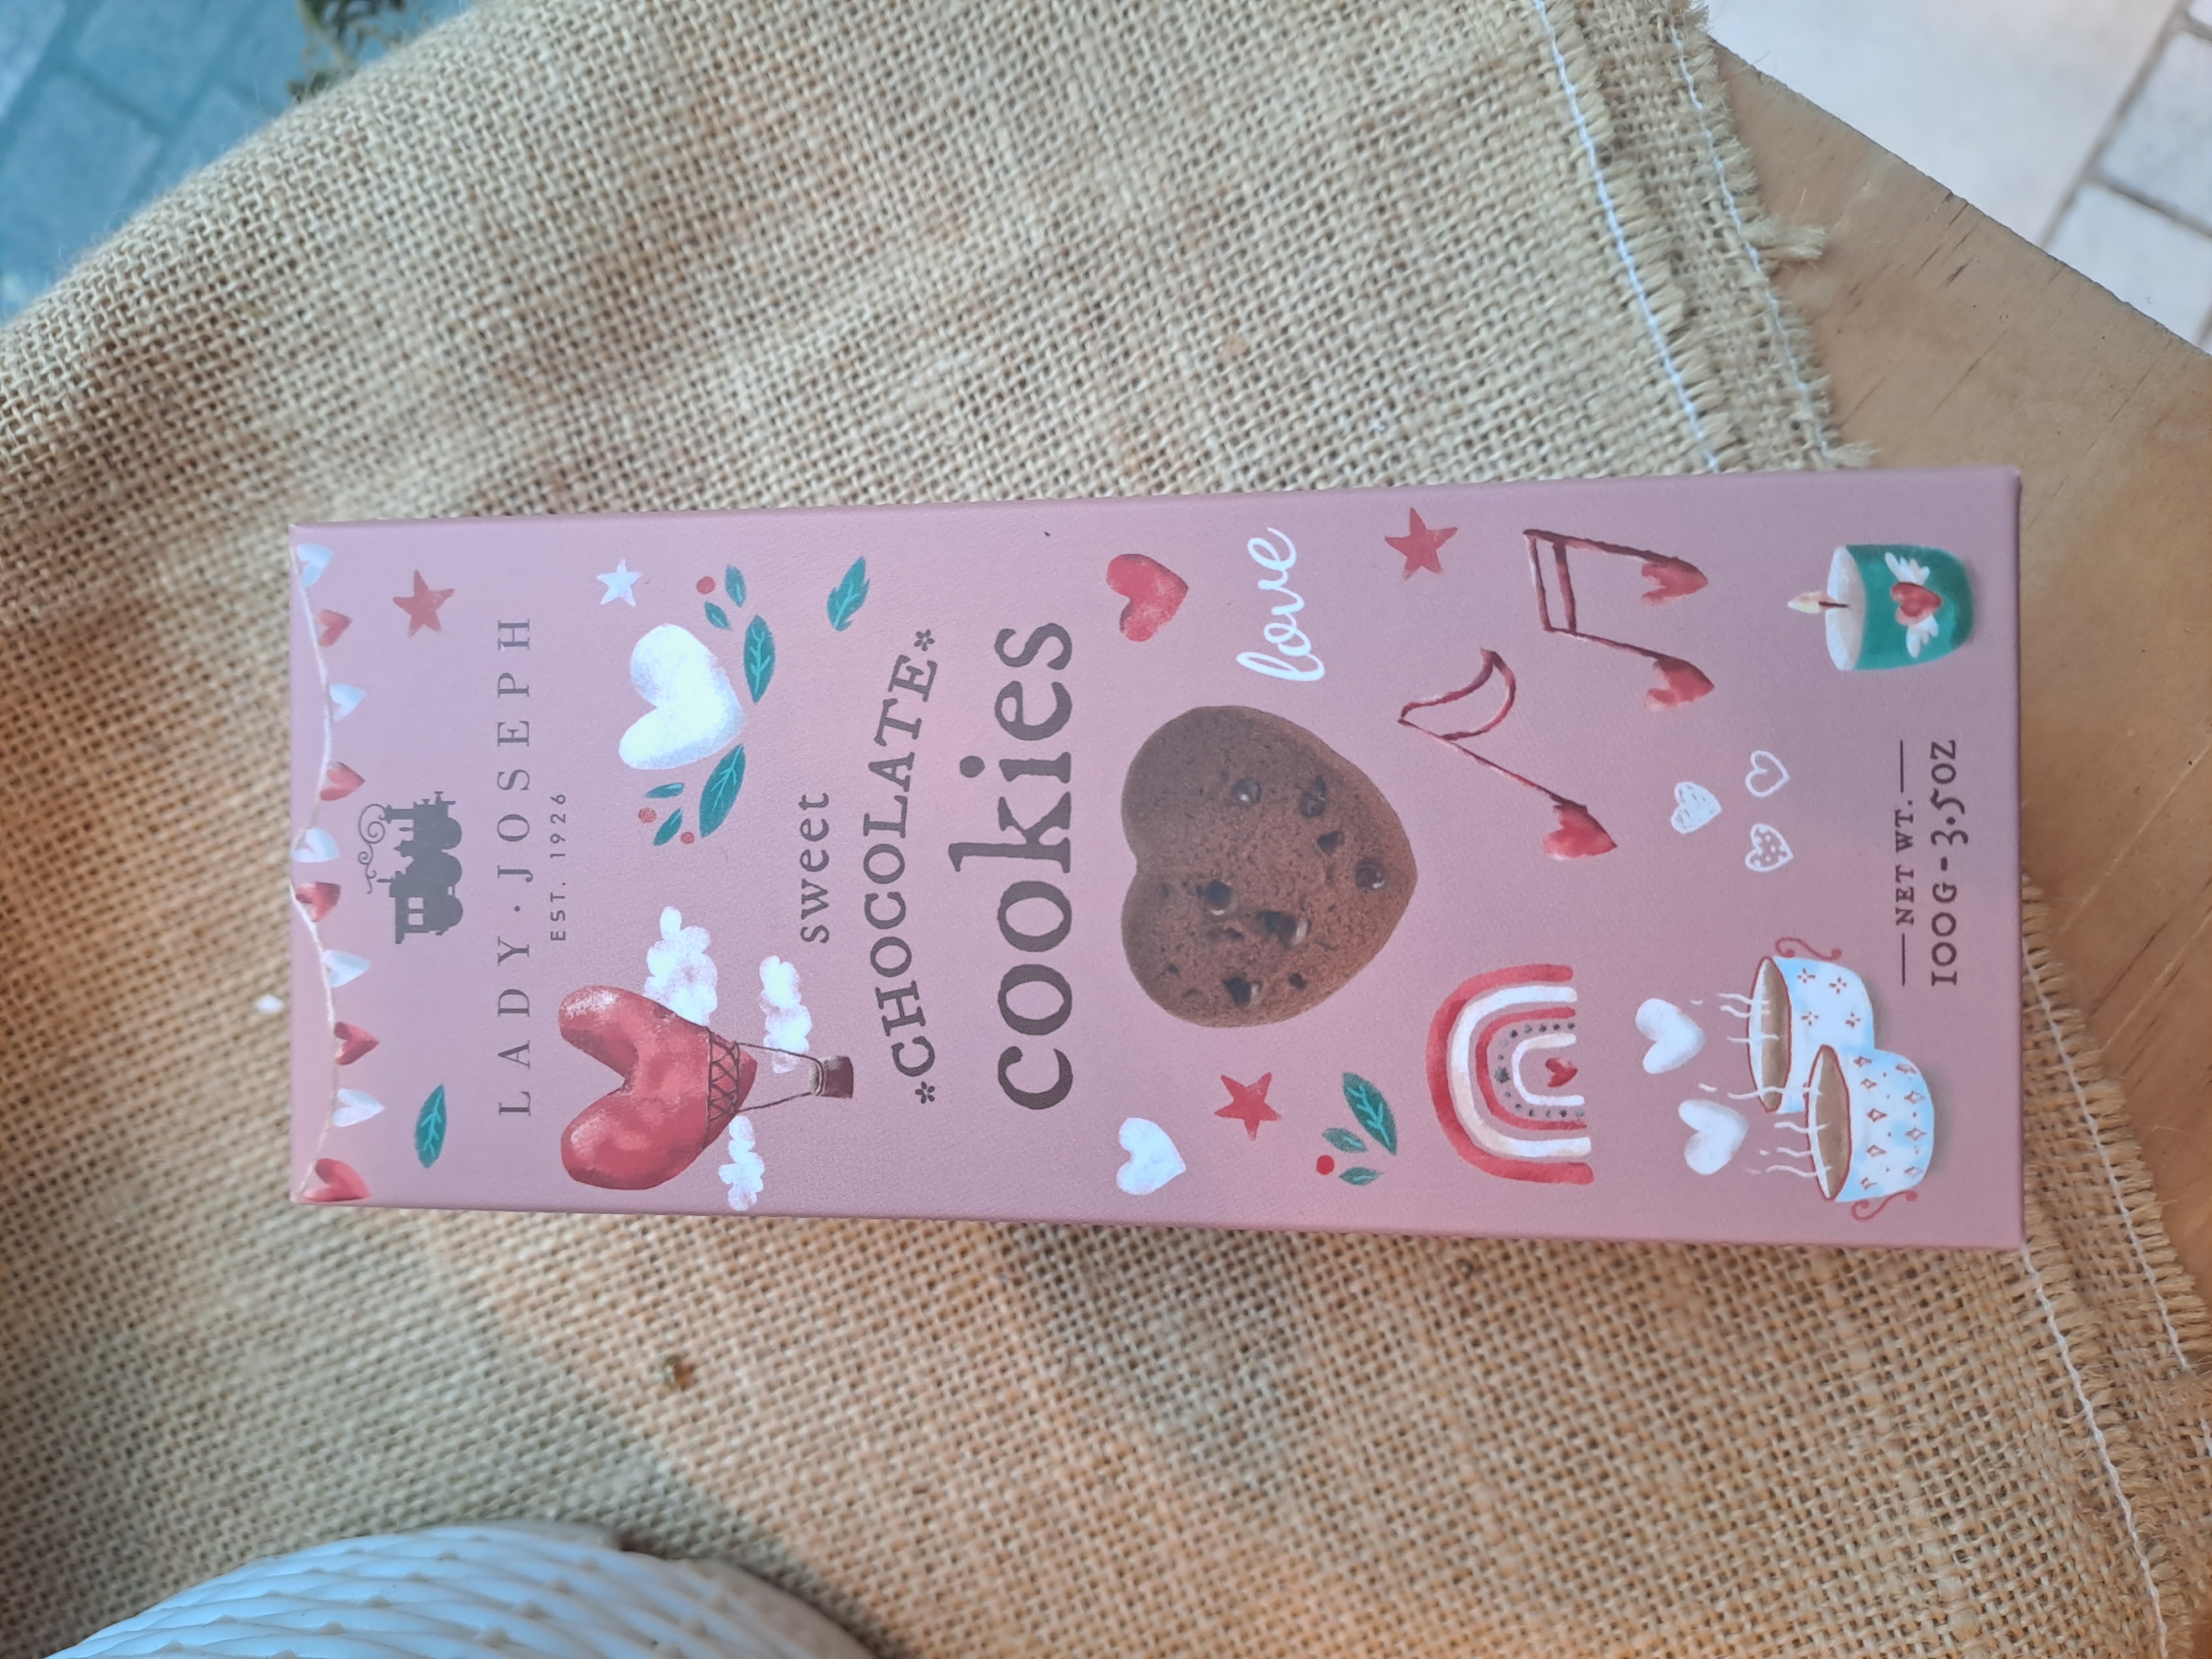 LADY·JOSEPH
EST. 1926
sweet
*CHOCOLATE*
cookies
love
NET WT.
100G - 3.5OZ